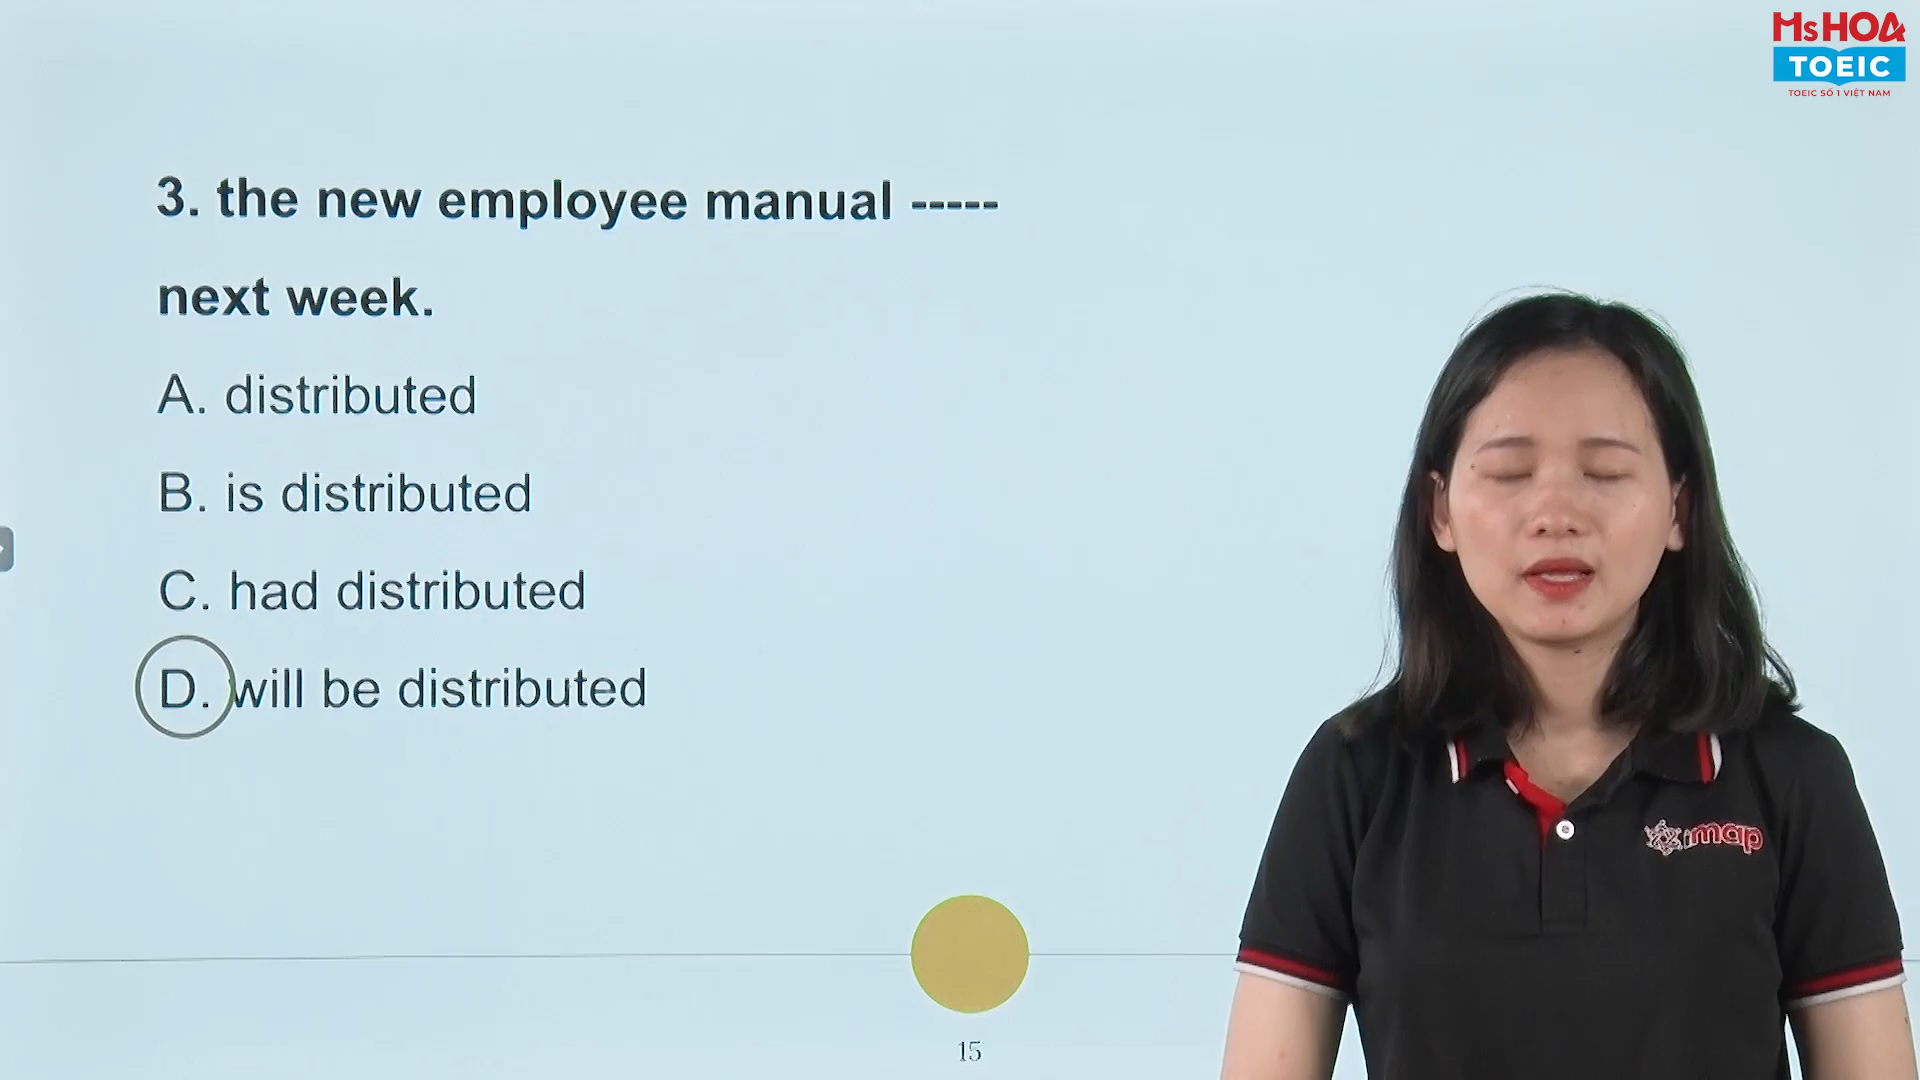 MsHOA
TOEIC
TOEIC SỐ 1 VIỆT NAM
3. the new employee manual -----
next week.
A. distributed
B. is distributed
C. had distributed
D. will be distributed
imap
15